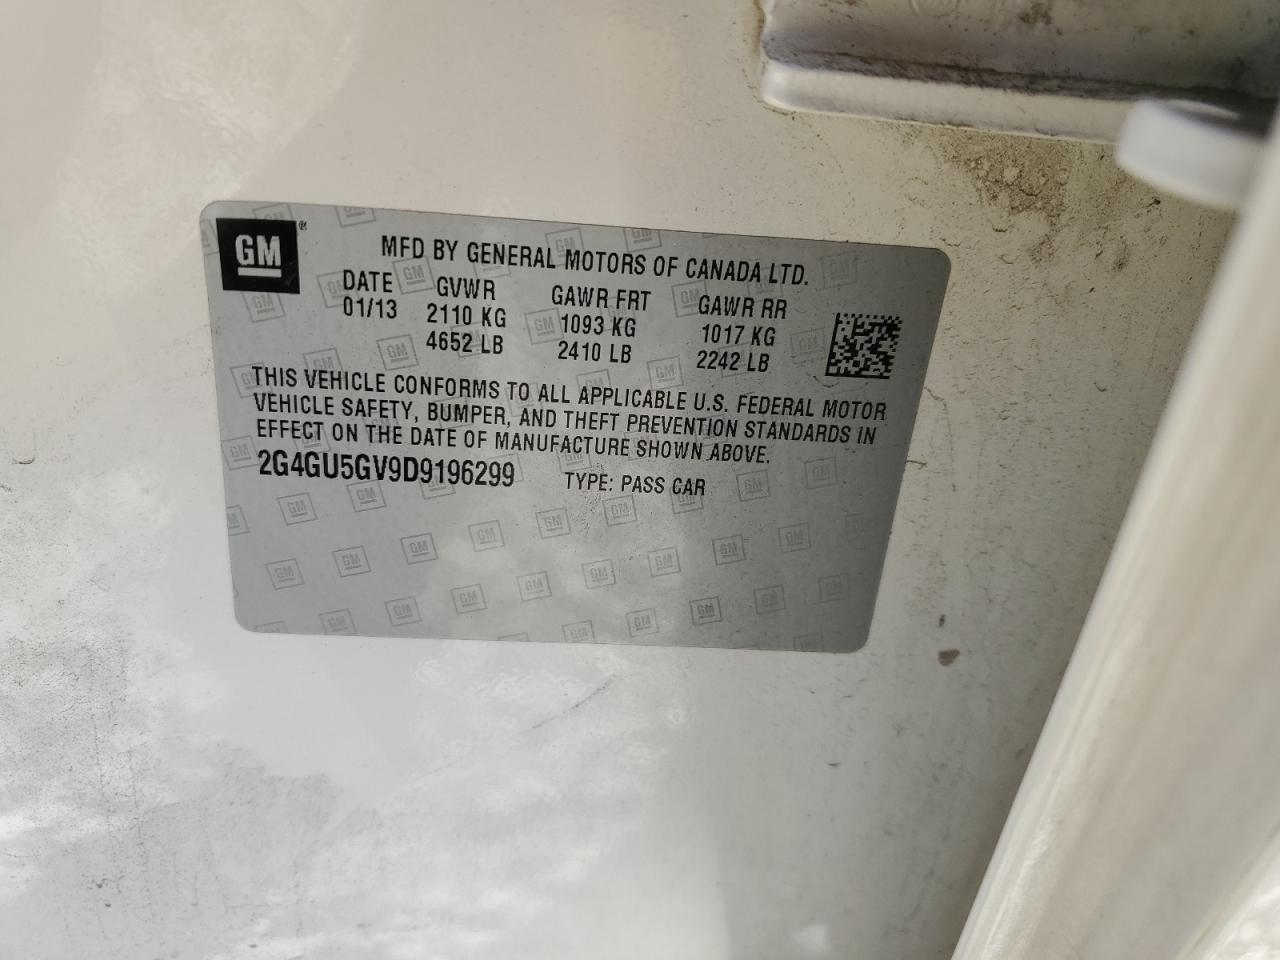 GM
MFD BY GENERAL MOTORS OF CANADA LTD.
DATE GVWR GAWR FRT GAWR RR
01/13 2110 KG 1093 KG 1017 KG
4652 LB 2410 LB 2242 LB
THIS VEHICLE CONFORMS TO ALL APPLICABLE U.S. FEDERAL MOTOR
VEHICLE SAFETY, BUMPER, AND THEFT PREVENTION STANDARDS IN
EFFECT ON THE DATE OF MANUFACTURE SHOWN ABOVE.
2G4GU5GV9D9196299 TYPE: PASS CAR